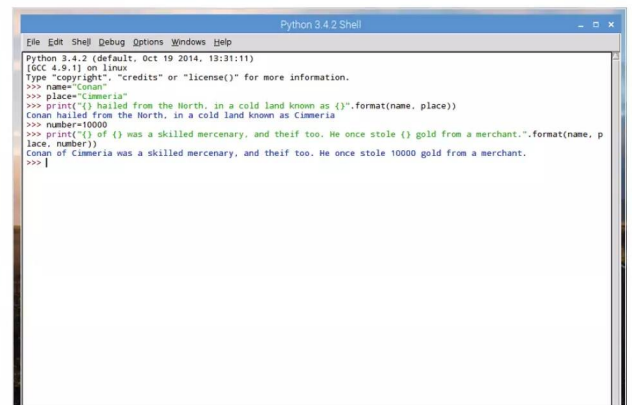 Python 3.4.2 Shell
File Edit Shell Debug Options Windows Help
Python 3.4.2 (default, Oct 19 2014, 13:31:11)
[GCC 4.9.1] on linux
Type "copyright", "credits" or "license()" for more information.
>>> name="Conan"
>>> place="Cimmeria"
>>> print("{} hailed from the North, in a cold land known as {}".format(name, place))
Conan hailed from the North, in a cold land known as Cimmeria
>>> number=10000
>>> print("{} of {} was a skilled mercenary, and theif too. He once stole {} gold from a merchant.".format(name, p
lace, number))
Conan of Cimmeria was a skilled mercenary, and theif too. He once stole 10000 gold from a merchant.
>>>